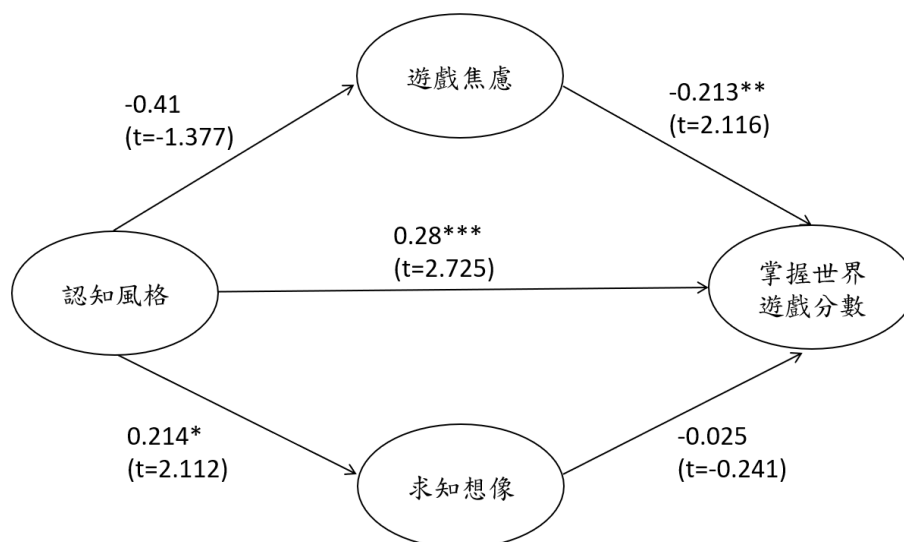 遊戲焦慮
-0.41
(t=-1.377)
-0.213**
(t=2.116)
0.28***
(t=2.725)
認知風格
掌握世界
遊戲分數
0.214*
(t=2.112)
-0.025
(t=-0.241)
求知想像